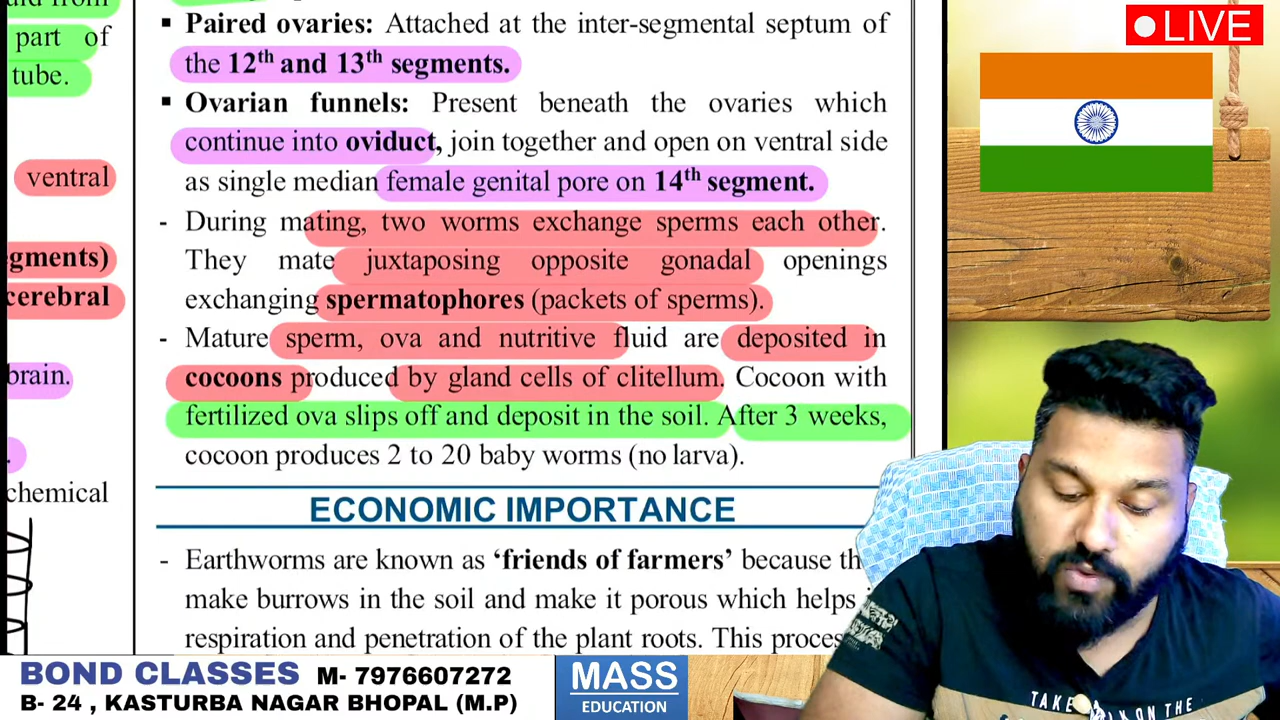 part of
tube.
ventral
gments)
cerebral
brain.
chemical
▪ Paired ovaries: Attached at the inter-segmental septum of
the 12th and 13th segments.
▪ Ovarian funnels: Present beneath the ovaries which
continue into oviduct, join together and open on ventral side
as single median female genital pore on 14th segment.
- During mating, two worms exchange sperms each other.
They mate juxtaposing opposite gonadal openings
exchanging spermatophores (packets of sperms).
- Mature sperm, ova and nutritive fluid are deposited in
cocoons produced by gland cells of clitellum. Cocoon with
fertilized ova slips off and deposit in the soil. After 3 weeks,
cocoon produces 2 to 20 baby worms (no larva).
ECONOMIC IMPORTANCE
- Earthworms are known as ‘friends of farmers’ because th
make burrows in the soil and make it porous which helps
respiration and penetration of the plant roots. This proces
LIVE
TAKE A ON THE
BOND CLASSES M- 7976607272
B- 24 , KASTURBA NAGAR BHOPAL (M.P)
MASS
EDUCATION